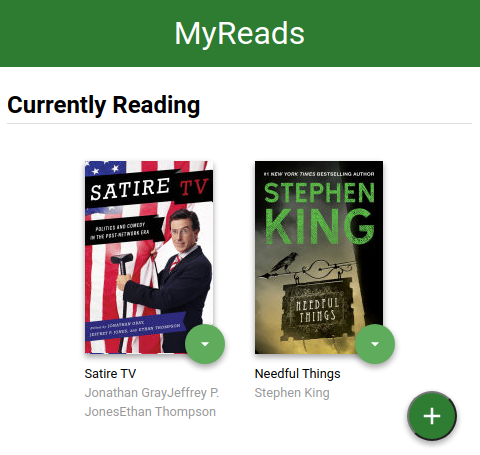 MyReads
Currently Reading
SATIRE TV
POLITICS AND COMEDY
IN THE POST-NETWORK ERA
EDITED BY JONATHAN GRAY,
JEFFREY P. JONES, AND ETHAN THOMPSON
#1 NEW YORK TIMES BESTSELLING AUTHOR
STEPHEN
KING
NEEDFUL
THINGS
Satire TV
Jonathan GrayJeffrey P.
JonesEthan Thompson
Needful Things
Stephen King